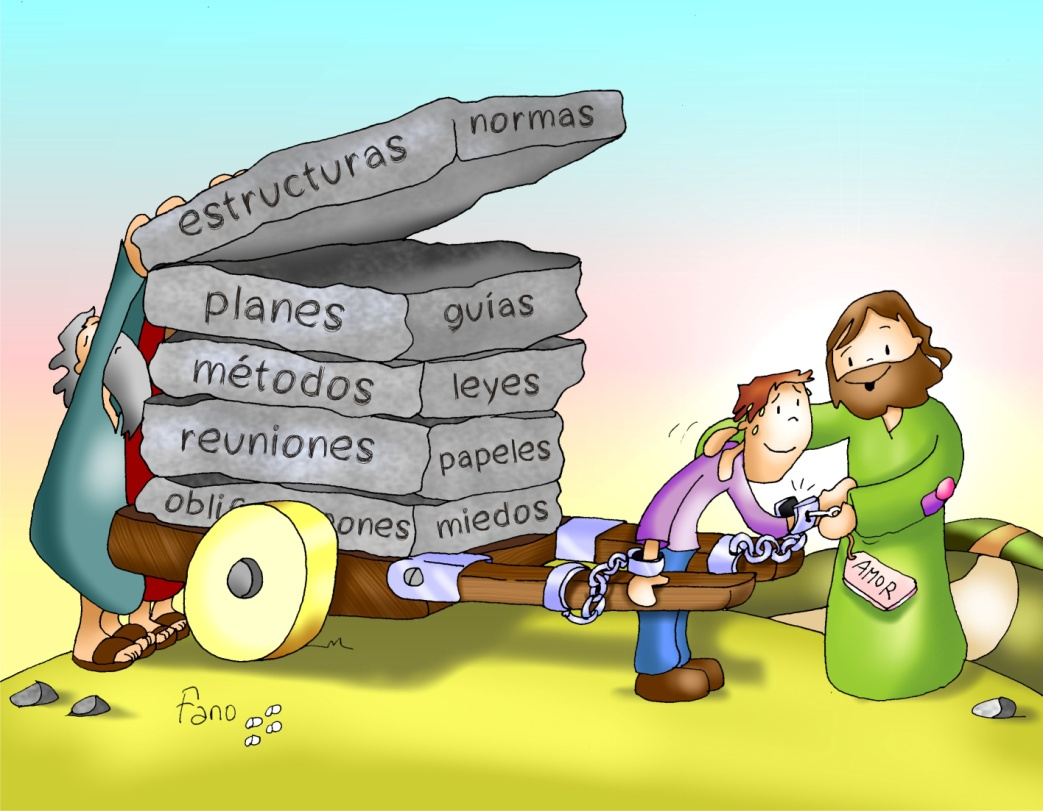 estructuras normas
planes guías
métodos leyes
reuniones papeles
miedos
AMOR
Fano